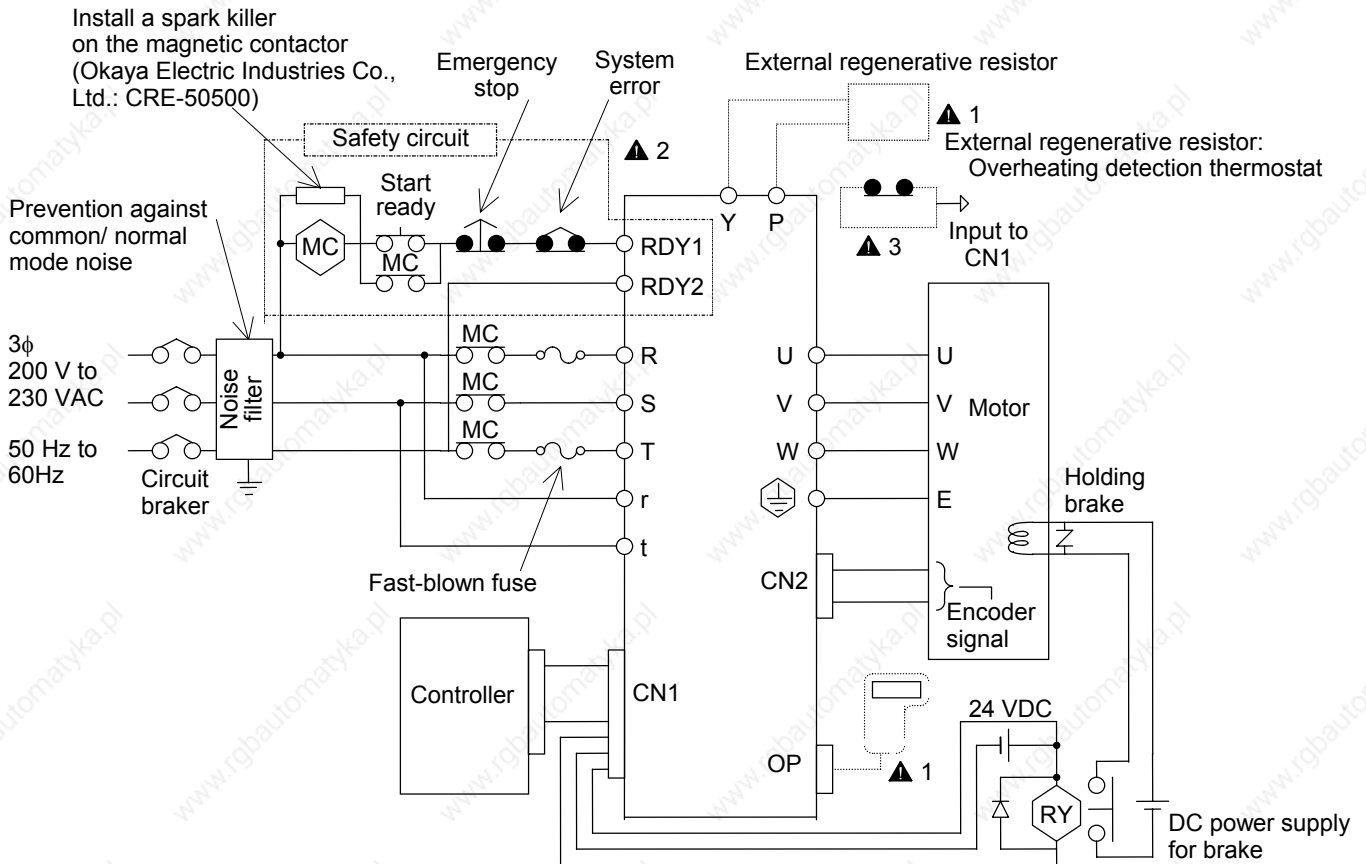 Install a spark killer
on the magnetic contactor
(Okaya Electric Industries Co.,
Ltd.: CRE-50500)
Emergency
stop
System
error
External regenerative resistor
1
External regenerative resistor:
Overheating detection thermostat
Safety circuit
2
Start
ready
Prevention against
common/ normal
mode noise
MC
MC
RDY1
RDY2
Y
P
3
Input to
CN1
3ϕ
200 V to
230 VAC
50 Hz to
60Hz
Noise
filter
Circuit
braker
MC
MC
MC
R
S
T
r
t
U
V
W
U
V
W
E
Motor
Holding
brake
Fast-blown fuse
CN2
Encoder
signal
Controller
CN1
OP
1
24 VDC
RY
DC power supply
for brake
www.rgbautomatyka.pl